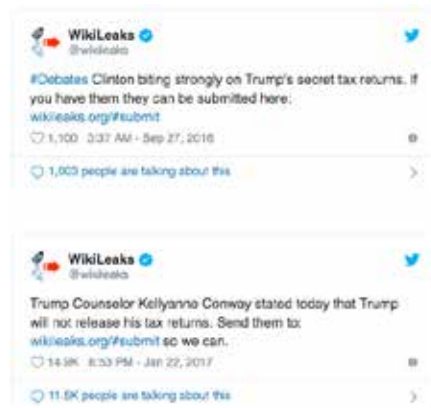 WikiLeaks
@wikileaks
#Debates Clinton biting strongly on Trump's secret tax returns. If
you have them they can be submitted here:
wikileaks.org/#submit
1,100 3:37 AM - Sep 27, 2016
1,003 people are talking about this
WikiLeaks
@wikileaks
Trump Counselor Kellyanne Conway stated today that Trump
will not release his tax returns. Send them to:
wikileaks.org/#submit so we can.
6:53 PM - Jan 22, 2017
11.5K people are talking about this